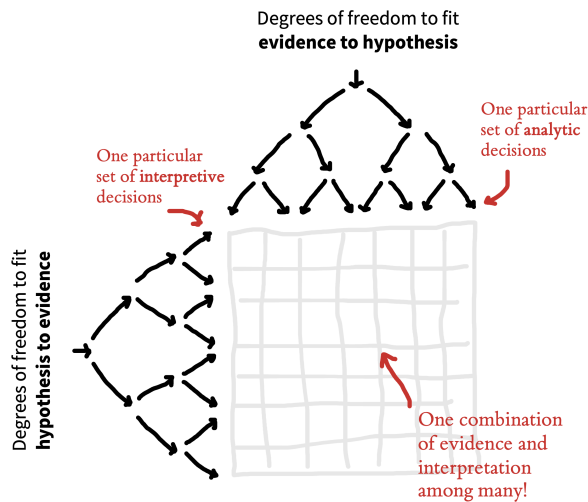 Degrees of freedom to fit
evidence to hypothesis
One particular
set of analytic
decisions
One particular
set of interpretive
decisions
Degrees of freedom to fit
hypothesis to evidence
One combination
of evidence and
interpretation
among many!